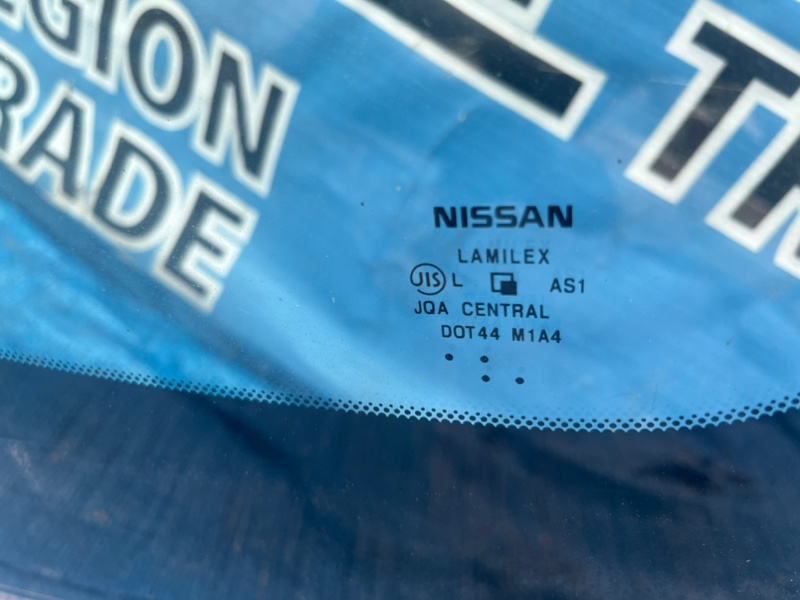 EGION
RADE
NISSAN
LAMILEX
JIS L AS1
JQA CENTRAL
DOT44 M1A4